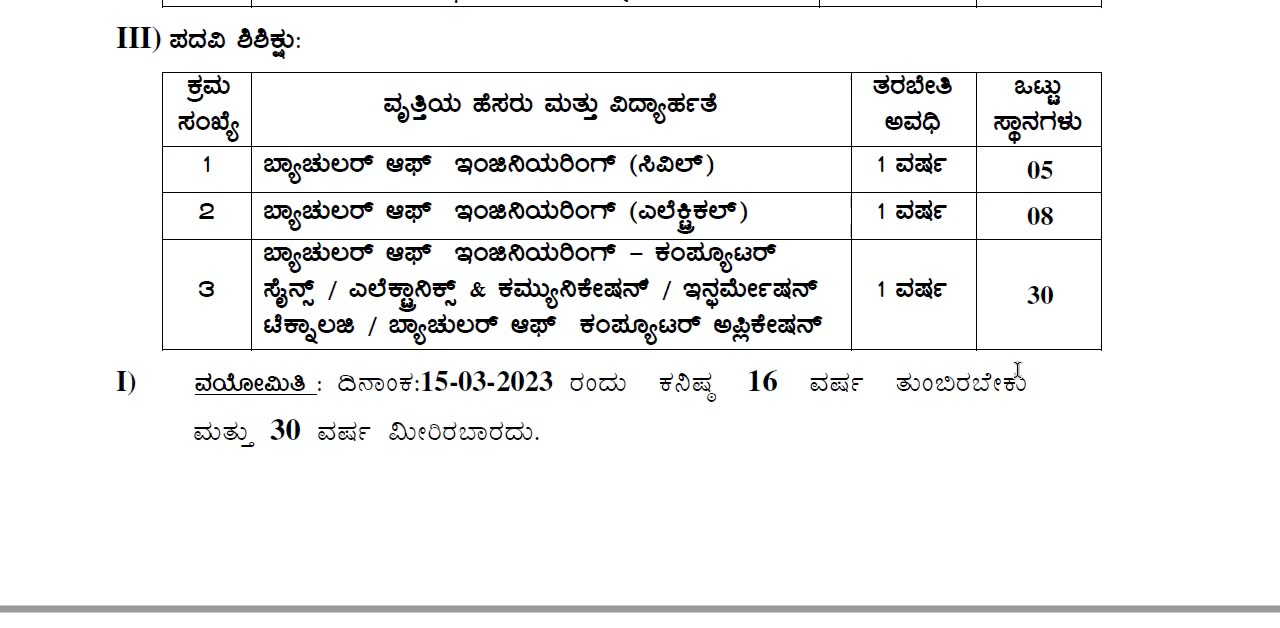 III) ಪದವಿ ಶಿಶಿಕ್ಷು:
ಕ್ರಮ ಸಂಖ್ಯೆ ವೃತ್ತಿಯ ಹೆಸರು ಮತ್ತು ವಿದ್ಯಾರ್ಹತೆ ತರಬೇತಿ ಅವಧಿ ಒಟ್ಟು ಸ್ಥಾನಗಳು
1 ಬ್ಯಾಚುಲರ್ ಆಫ್ ಇಂಜಿನಿಯರಿಂಗ್ (ಸಿವಿಲ್) 1 ವರ್ಷ 05
2 ಬ್ಯಾಚುಲರ್ ಆಫ್ ಇಂಜಿನಿಯರಿಂಗ್ (ಎಲೆಕ್ಟ್ರಿಕಲ್) 1 ವರ್ಷ 08
ಬ್ಯಾಚುಲರ್ ಆಫ್ ಇಂಜಿನಿಯರಿಂಗ್ – ಕಂಪ್ಯೂಟರ್
3 ಸೈನ್ಸ್ / ಎಲೆಕ್ಟ್ರಾನಿಕ್ಸ್ & ಕಮ್ಯುನಿಕೇಷನ್ / ಇನ್ಫರ್ಮೇಷನ್ 1 ವರ್ಷ 30
ಟೆಕ್ನಾಲಜಿ / ಬ್ಯಾಚುಲರ್ ಆಫ್ ಕಂಪ್ಯೂಟರ್ ಅಪ್ಲಿಕೇಷನ್
I) ವಯೋಮಿತಿ : ದಿನಾಂಕ:15-03-2023 ರಂದು ಕನಿಷ್ಠ 16 ವರ್ಷ ತುಂಬಿರಬೇಕು
ಮತ್ತು 30 ವರ್ಷ ಮೀರಿರಬಾರದು.